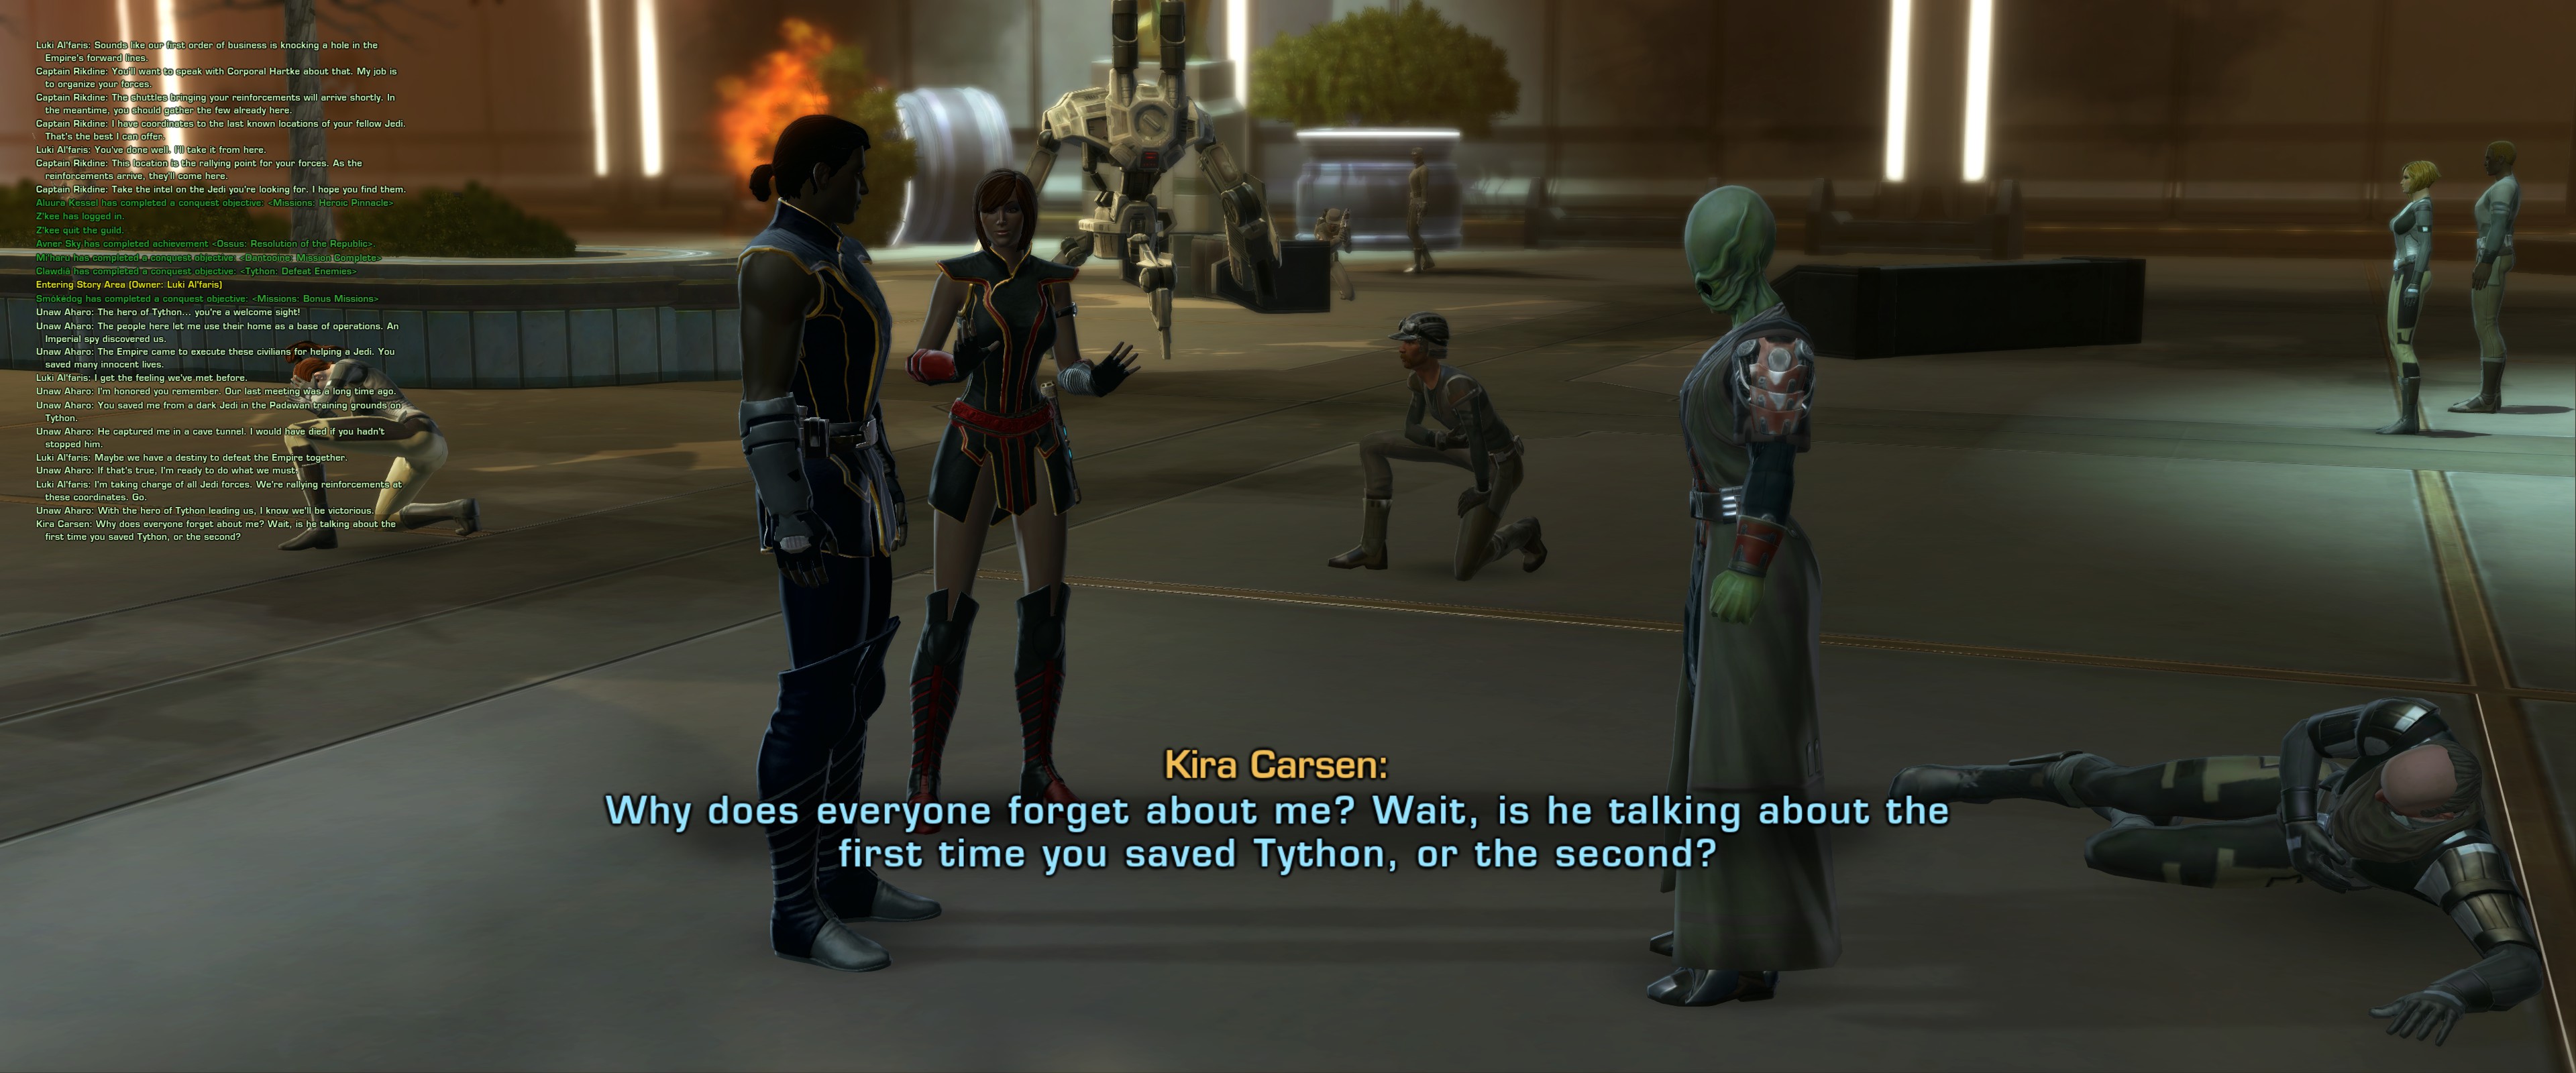 Luki Al'faris: Sounds like our first order of business is knocking a hole in the
Empire's forward lines.
Captain Rikdine: You'll want to speak with Corporal Hartke about that. My job is
to organize your forces.
Captain Rikdine: The shuttles bringing your reinforcements will arrive shortly. In
the meantime, you should gather the few already here.
Captain Rikdine: I have coordinates to the last known locations of your fellow Jedi.
That's the best I can offer.
Luki Al'faris: You've done well. I'll take it from here.
Captain Rikdine: This location is the rallying point for your forces. As the
reinforcements arrive, they'll come here.
Captain Rikdine: Take the intel on the Jedi you're looking for. I hope you find them.
Aluura Kessel has completed a conquest objective: <Missions: Heroic Pinnacle>
Z'kee has logged in.
Z'kee quit the guild.
Avner Sky has completed achievement <Ossus: Resolution of the Republic>.
Mi'haru has completed a conquest objective: <Dantooine: Mission Complete>
Clawdiä has completed a conquest objective: <Tython: Defeat Enemies>
Entering Story Area (Owner: Luki Al'faris)
Smökèdog has completed a conquest objective: <Missions: Bonus Missions>
Unaw Aharo: The hero of Tython... you're a welcome sight!
Unaw Aharo: The people here let me use their home as a base of operations. An
Imperial spy discovered us.
Unaw Aharo: The Empire came to execute these civilians for helping a Jedi. You
saved many innocent lives.
Luki Al'faris: I get the feeling we've met before.
Unaw Aharo: I'm honored you remember. Our last meeting was a long time ago.
Unaw Aharo: You saved me from a dark Jedi in the Padawan training grounds on
Tython.
Unaw Aharo: He captured me in a cave tunnel. I would have died if you hadn't
stopped him.
Luki Al'faris: Maybe we have a destiny to defeat the Empire together.
Unaw Aharo: If that's true, I'm ready to do what we must.
Luki Al'faris: I'm taking charge of all Jedi forces. We're rallying reinforcements at
these coordinates. Go.
Unaw Aharo: With the hero of Tython leading us, I know we'll be victorious.
Kira Carsen: Why does everyone forget about me? Wait, is he talking about the
first time you saved Tython, or the second?
Kira Carsen:
Why does everyone forget about me? Wait, is he talking about the
first time you saved Tython, or the second?